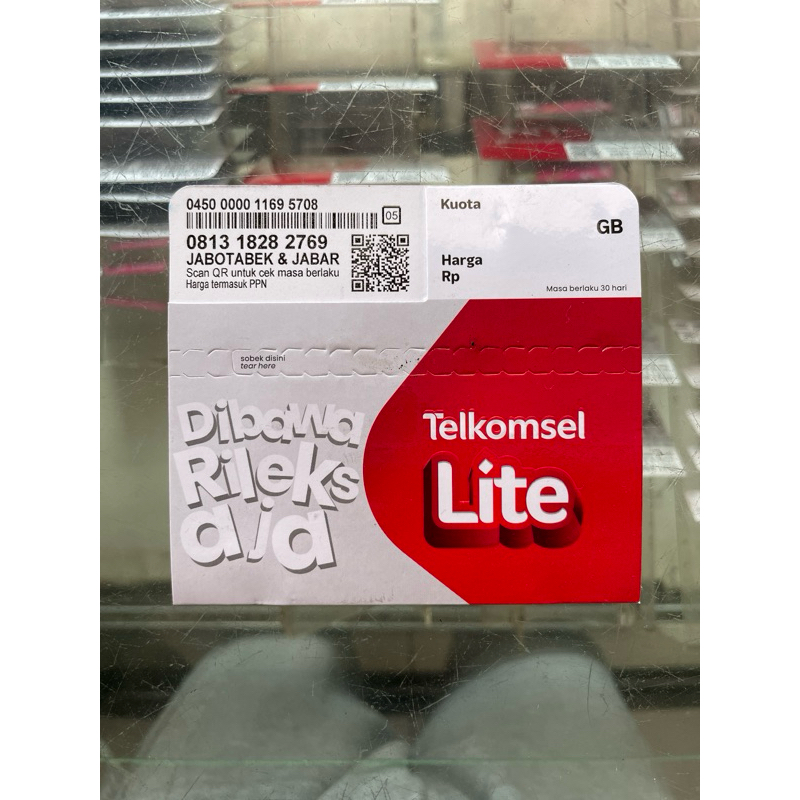 0450 0000 1169 5708
05
0813 1828 2769
JABOTABEK & JABAR
Scan QR untuk cek masa berlaku
Harga termasuk PPN
Kuota
GB
Harga
Rp
Masa berlaku 30 hari
sobek disini
tear here
Dibawa
Rileks
aja
Telkomsel
Lite